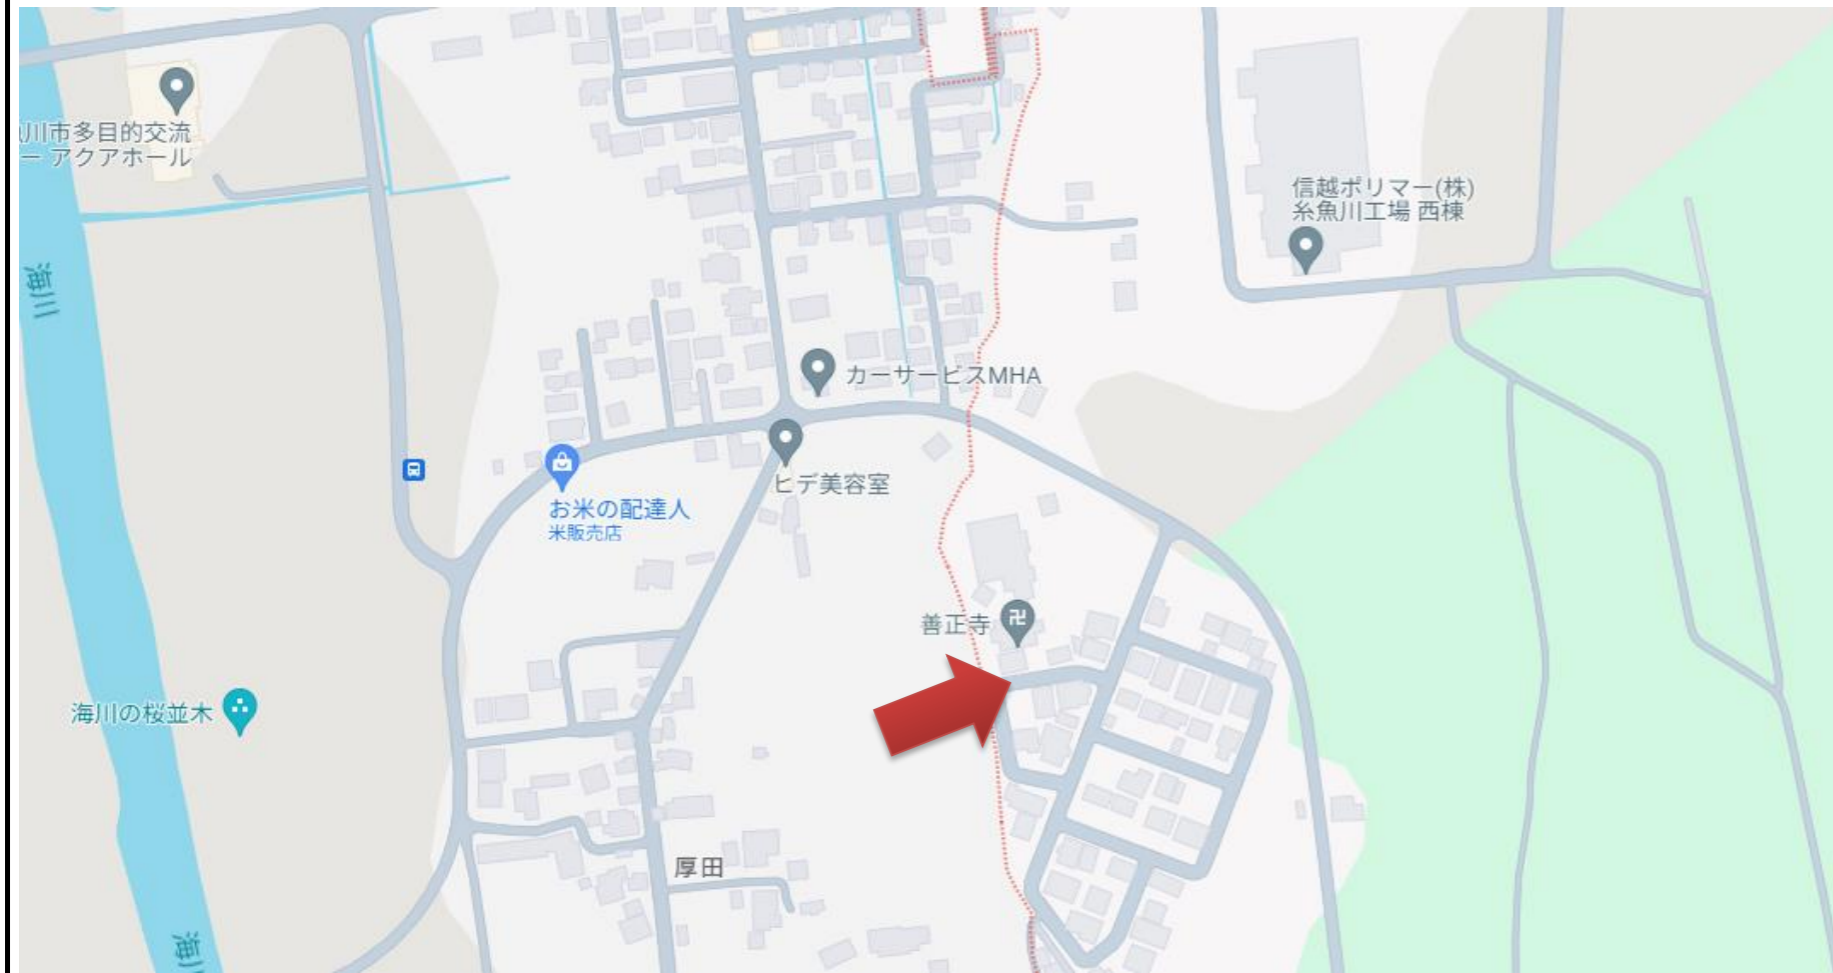 川市多目的交流
ー アクアホール
信越ポリマー(株)
糸魚川工場 西棟
海川
カーサービスMHA
ヒデ美容室
お米の配達人
米販売店
善正寺
卍
海川の桜並木
厚田
海川